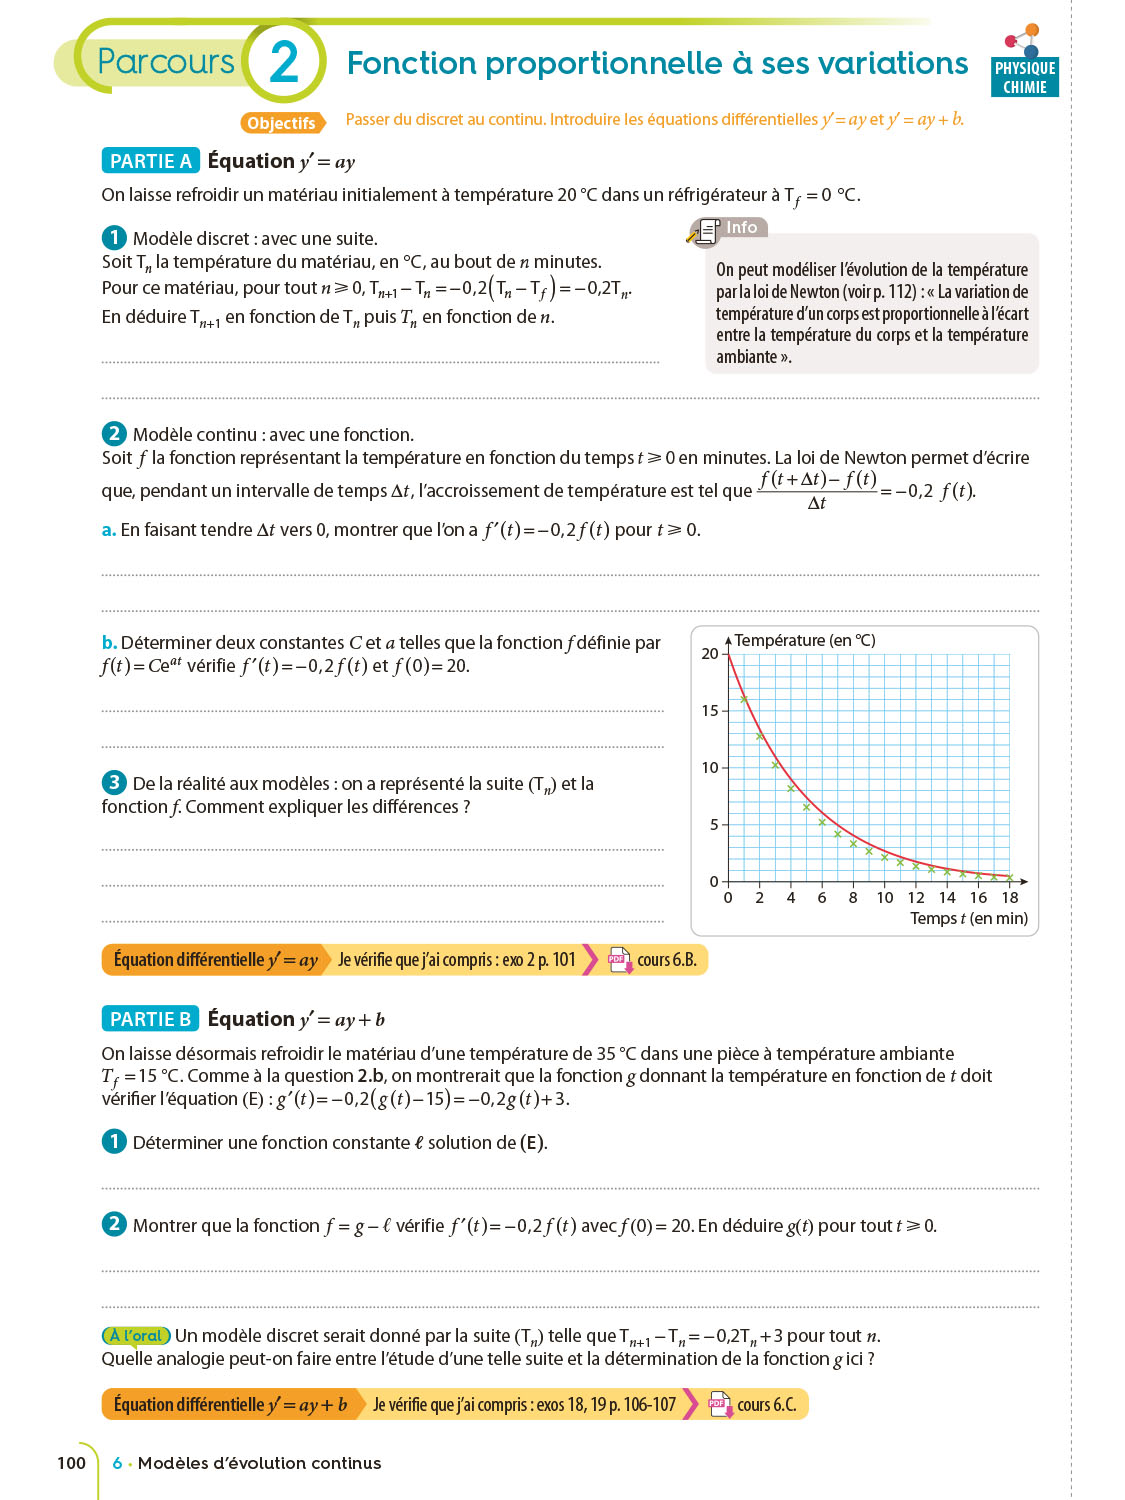 Parcours 2 Fonction proportionnelle à ses variations
PHYSIQUE
CHIMIE
Objectifs Passer du discret au continu. Introduire les équations différentielles y′ = ay et y′ = ay + b.
PARTIE A Équation y′ = ay
On laisse refroidir un matériau initialement à température 20 °C dans un réfrigérateur à T_f = 0 °C.
1 Modèle discret : avec une suite.
Soit T_n la température du matériau, en °C, au bout de n minutes.
Pour ce matériau, pour tout n ⩾ 0, T_{n+1} − T_n = −0,2(T_n − T_f) = −0,2T_n.
En déduire T_{n+1} en fonction de T_n puis T_n en fonction de n.
Info
On peut modéliser l'évolution de la température
par la loi de Newton (voir p. 112) : « La variation de
température d'un corps est proportionnelle à l'écart
entre la température du corps et la température
ambiante ».
2 Modèle continu : avec une fonction.
Soit f la fonction représentant la température en fonction du temps t ⩾ 0 en minutes. La loi de Newton permet d'écrire
que, pendant un intervalle de temps Δt, l'accroissement de température est tel que (f(t + Δt) − f(t))/Δt = −0,2 f(t).
a. En faisant tendre Δt vers 0, montrer que l'on a f′(t) = −0,2f(t) pour t ⩾ 0.
b. Déterminer deux constantes C et a telles que la fonction f définie par
f(t) = Ce^{at} vérifie f′(t) = −0,2f(t) et f(0) = 20.
3 De la réalité aux modèles : on a représenté la suite (T_n) et la
fonction f. Comment expliquer les différences ?
Température (en °C)
20
15
10
5
0
0 2 4 6 8 10 12 14 16 18
Temps t (en min)
Équation différentielle y′ = ay Je vérifie que j'ai compris : exo 2 p. 101 PDF cours 6.B.
PARTIE B Équation y′ = ay + b
On laisse désormais refroidir le matériau d'une température de 35 °C dans une pièce à température ambiante
T_f = 15 °C. Comme à la question 2.b, on montrerait que la fonction g donnant la température en fonction de t doit
vérifier l'équation (E) : g′(t) = −0,2(g(t) − 15) = −0,2g(t) + 3.
1 Déterminer une fonction constante ℓ solution de (E).
2 Montrer que la fonction f = g − ℓ vérifie f′(t) = −0,2f(t) avec f(0) = 20. En déduire g(t) pour tout t ⩾ 0.
À l'oral Un modèle discret serait donné par la suite (T_n) telle que T_{n+1} − T_n = −0,2T_n + 3 pour tout n.
Quelle analogie peut-on faire entre l'étude d'une telle suite et la détermination de la fonction g ici ?
Équation différentielle y′ = ay + b Je vérifie que j'ai compris : exos 18, 19 p. 106-107 PDF cours 6.C.
100 6 • Modèles d'évolution continus